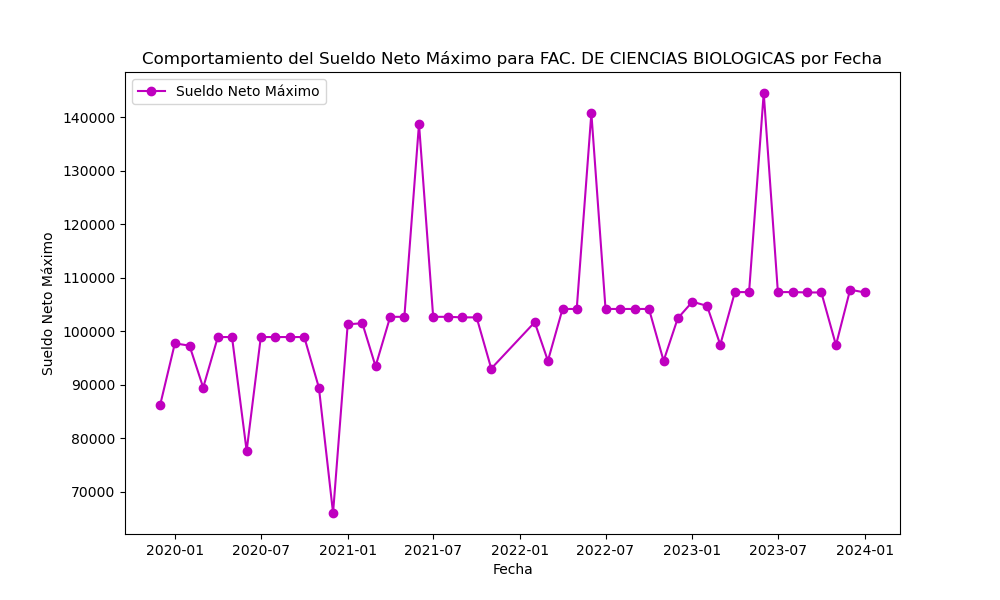 Comportamiento del Sueldo Neto Máximo para FAC. DE CIENCIAS BIOLOGICAS por Fecha
Sueldo Neto Máximo
140000
130000
120000
110000
100000
90000
80000
70000
Sueldo Neto Máximo
2020-01 2020-07 2021-01 2021-07 2022-01 2022-07 2023-01 2023-07 2024-01
Fecha